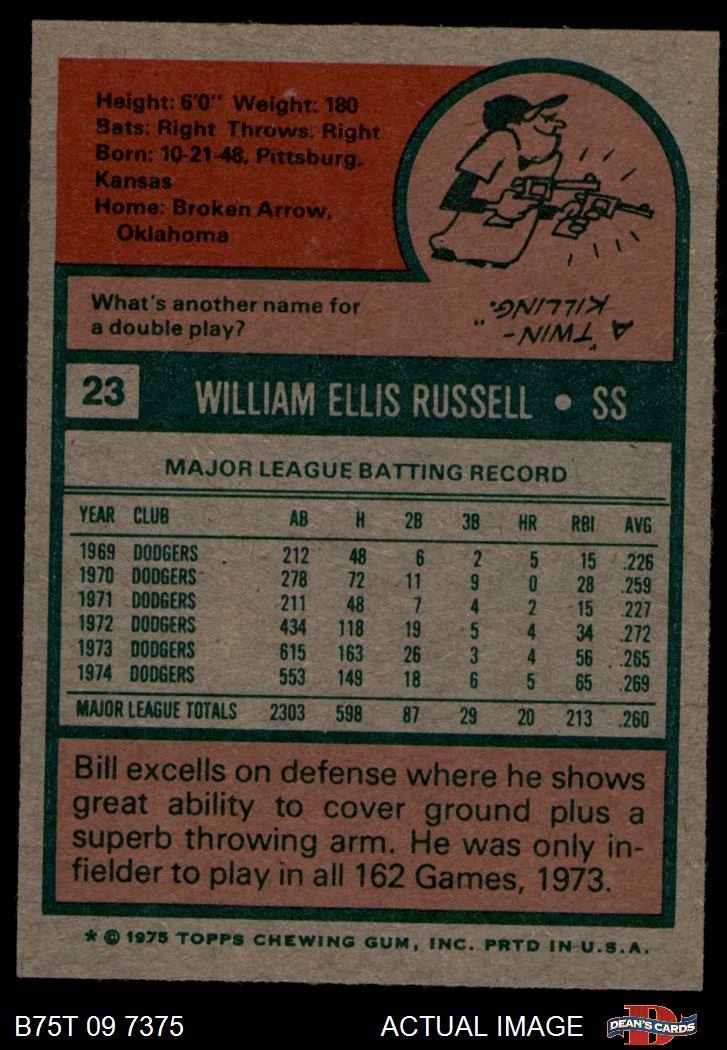 Height: 6'0" Weight: 180
Bats: Right Throws: Right
Born: 10-21-48, Pittsburg,
Kansas
Home: Broken Arrow,
Oklahoma
What's another name for
a double play?
A "TWIN-
KILLING."
23 WILLIAM ELLIS RUSSELL • SS
MAJOR LEAGUE BATTING RECORD
YEAR CLUB AB H 2B 3B HR RBI AVG
1969 DODGERS 212 48 6 2 5 15 .226
1970 DODGERS 278 72 11 9 0 28 .259
1971 DODGERS 211 48 7 4 2 15 .227
1972 DODGERS 434 118 19 5 4 34 .272
1973 DODGERS 615 163 26 3 4 56 .265
1974 DODGERS 553 149 18 6 5 65 .269
MAJOR LEAGUE TOTALS 2303 598 87 29 20 213 .260
Bill excells on defense where he shows
great ability to cover ground plus a
superb throwing arm. He was only in-
fielder to play in all 162 Games, 1973.
* © 1975 TOPPS CHEWING GUM, INC. PRTD IN U.S.A.
B75T 09 7375 ACTUAL IMAGE
D
DEAN'S CARDS